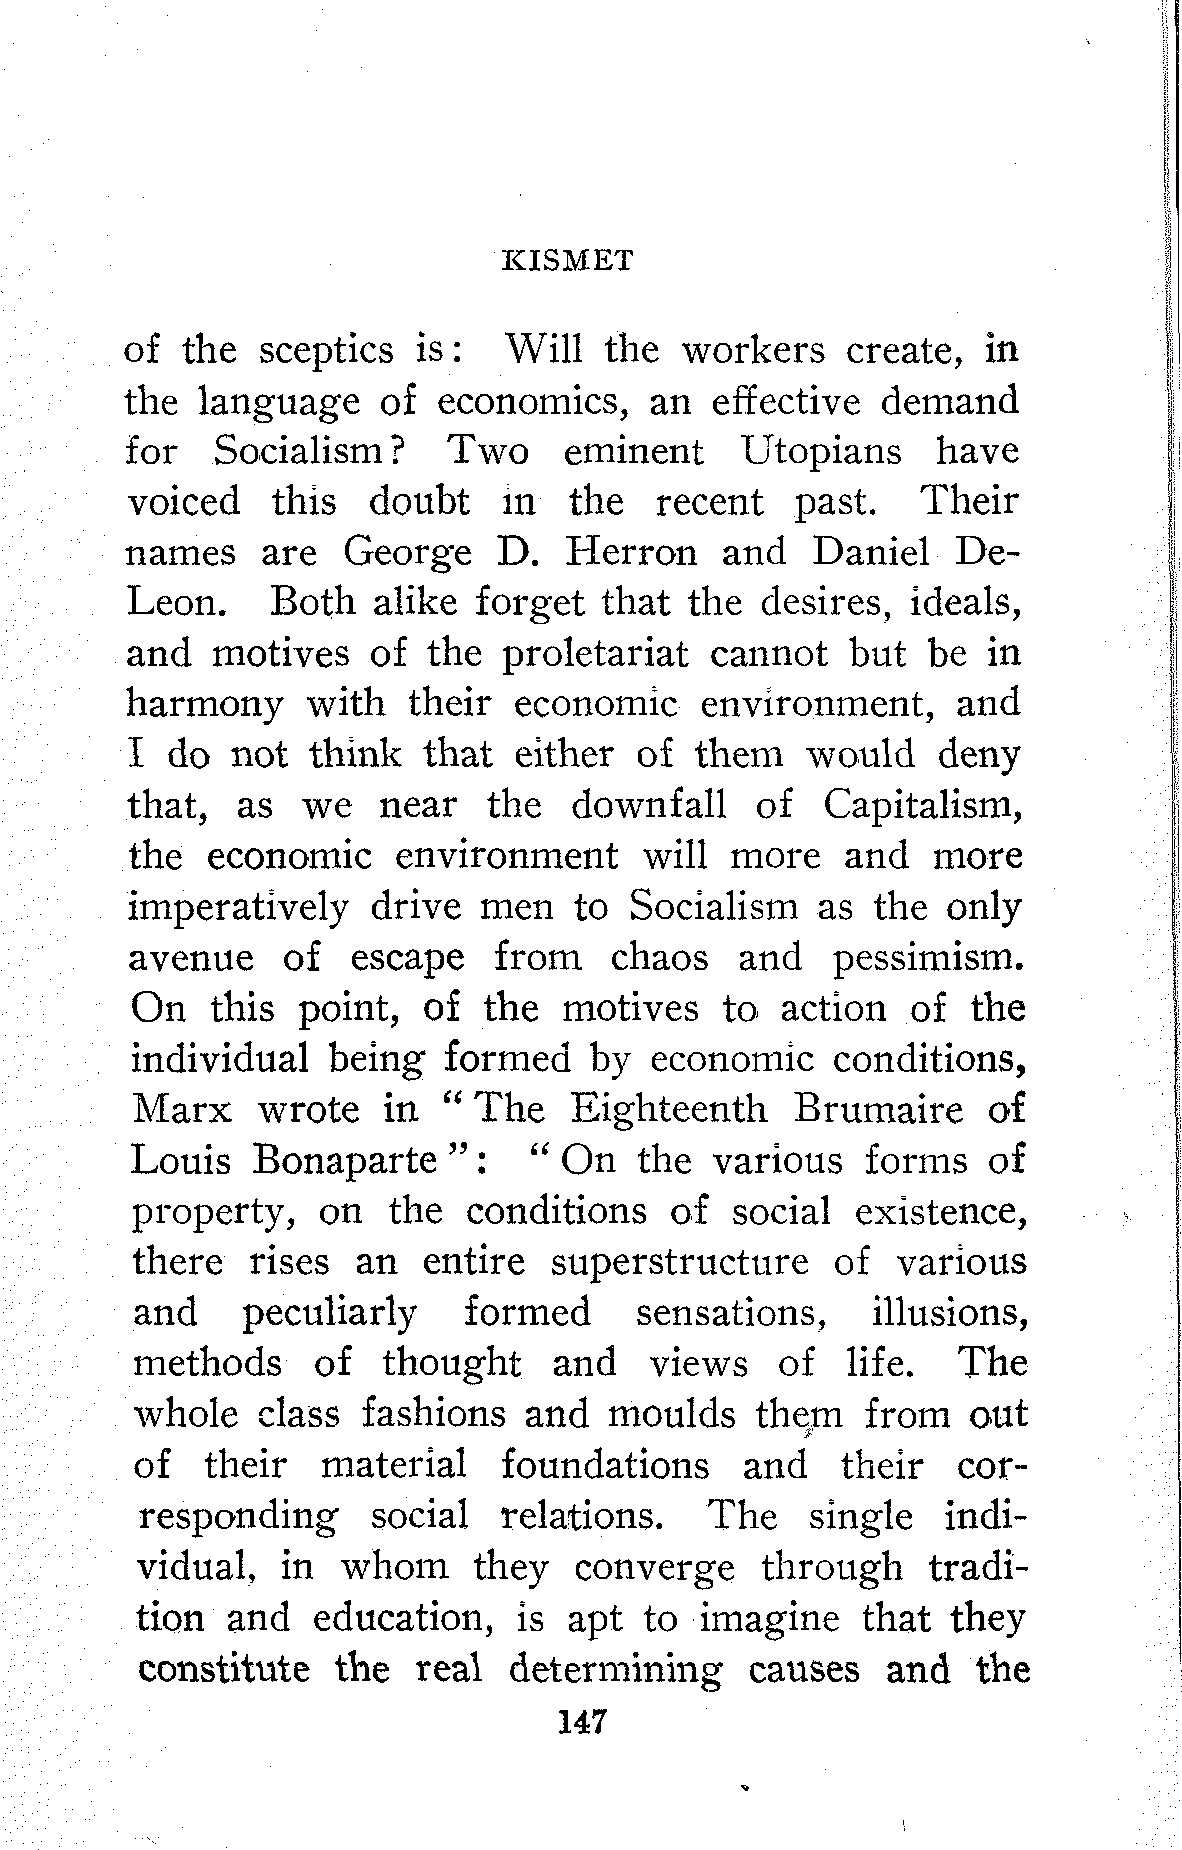 KISMET
of the sceptics is: Will the workers create, in
the language of economics, an effective demand
for Socialism? Two eminent Utopians have
voiced this doubt in the recent past. Their
names are George D. Herron and Daniel De-
Leon. Both alike forget that the desires, ideals,
and motives of the proletariat cannot but be in
harmony with their economic environment, and
I do not think that either of them would deny
that, as we near the downfall of Capitalism,
the economic environment will more and more
imperatively drive men to Socialism as the only
avenue of escape from chaos and pessimism.
On this point, of the motives to action of the
individual being formed by economic conditions,
Marx wrote in “ The Eighteenth Brumaire of
Louis Bonaparte ”: “ On the various forms of
property, on the conditions of social existence,
there rises an entire superstructure of various
and peculiarly formed sensations, illusions,
methods of thought and views of life. The
whole class fashions and moulds them from out
of their material foundations and their cor-
responding social relations. The single indi-
vidual, in whom they converge through tradi-
tion and education, is apt to imagine that they
constitute the real determining causes and the
147